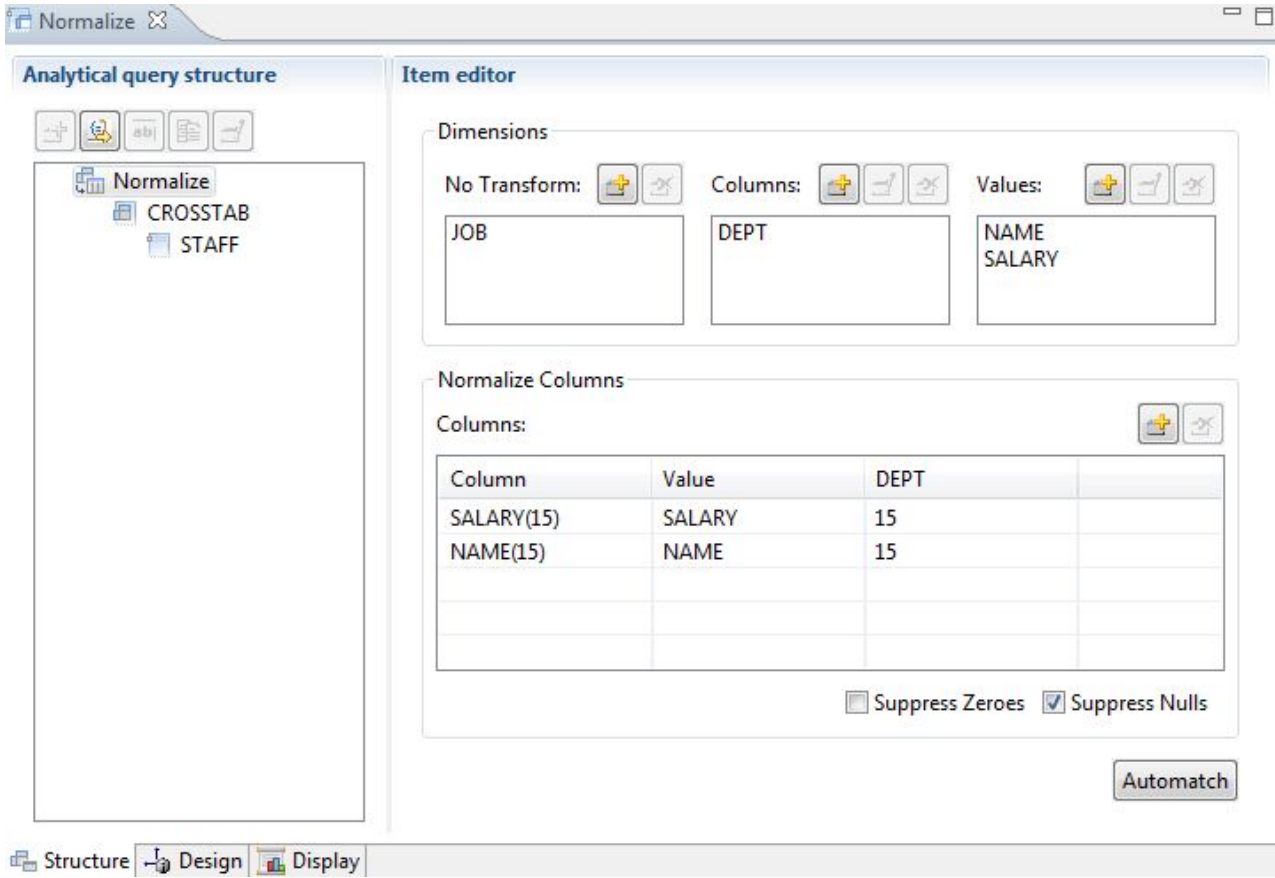 Normalize
Analytical query structure
Item editor
ab|
Normalize
CROSSTAB
STAFF
Dimensions
No Transform:
Columns:
Values:
JOB
DEPT
NAME
SALARY
Normalize Columns
Columns:
Column Value DEPT
SALARY(15) SALARY 15
NAME(15) NAME 15
Suppress Zeroes Suppress Nulls
Automatch
Structure Design Display